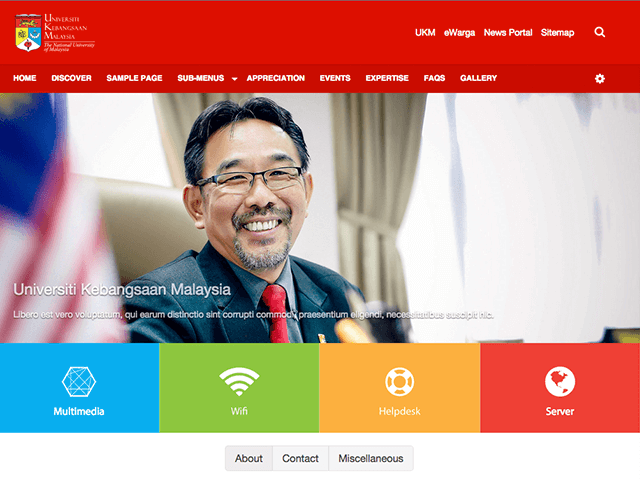 UNIVERSITI
KEBANGSAAN
MALAYSIA
The National University
of Malaysia
UKM eWarga News Portal Sitemap
HOME DISCOVER SAMPLE PAGE SUB-MENUS APPRECIATION EVENTS EXPERTISE FAQS GALLERY
Universiti Kebangsaan Malaysia
Libero est vero voluptatum, qui earum distinctio sint corrupti commodi praesentium eligendi, necessitatibus suscipit hic.
Multimedia Wifi Helpdesk Server
About Contact Miscellaneous